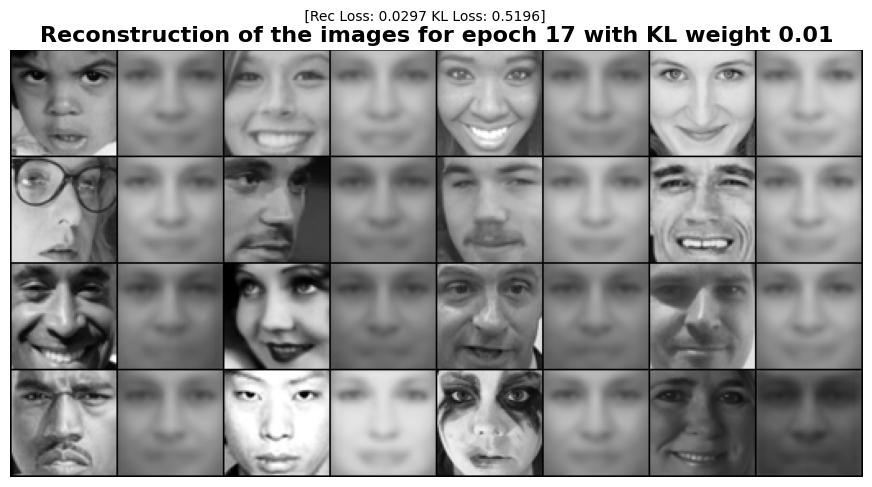 [Rec Loss: 0.0297 KL Loss: 0.5196]
Reconstruction of the images for epoch 17 with KL weight 0.01